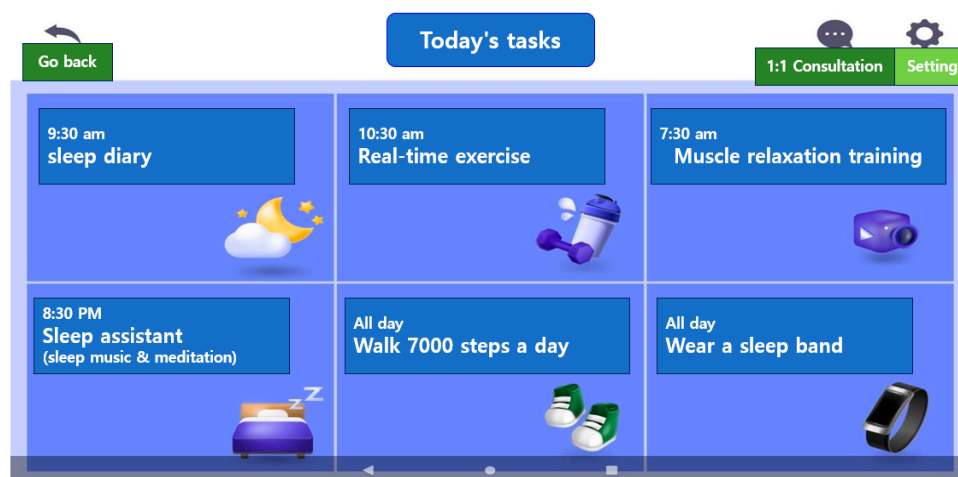 Today's tasks
Go back
1:1 Consultation
Setting
9:30 am
sleep diary
10:30 am
Real-time exercise
7:30 am
Muscle relaxation training
8:30 PM
Sleep assistant
(sleep music & meditation)
All day
Walk 7000 steps a day
All day
Wear a sleep band
z Z